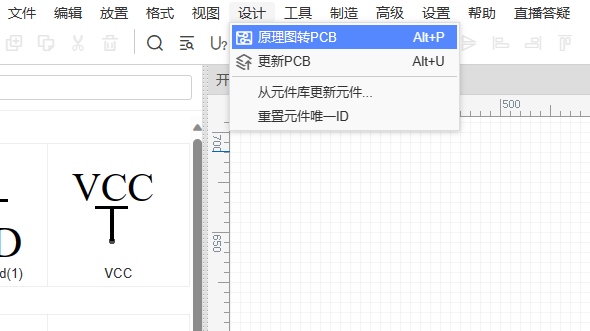 文件 编辑 放置 格式 视图 设计 工具 制造 高级 设置 帮助 直播答疑
原理图转PCB Alt+P
更新PCB Alt+U
从元件库更新元件...
重置元件唯一ID
开
500
700
650
VCC
D
d(1)
VCC